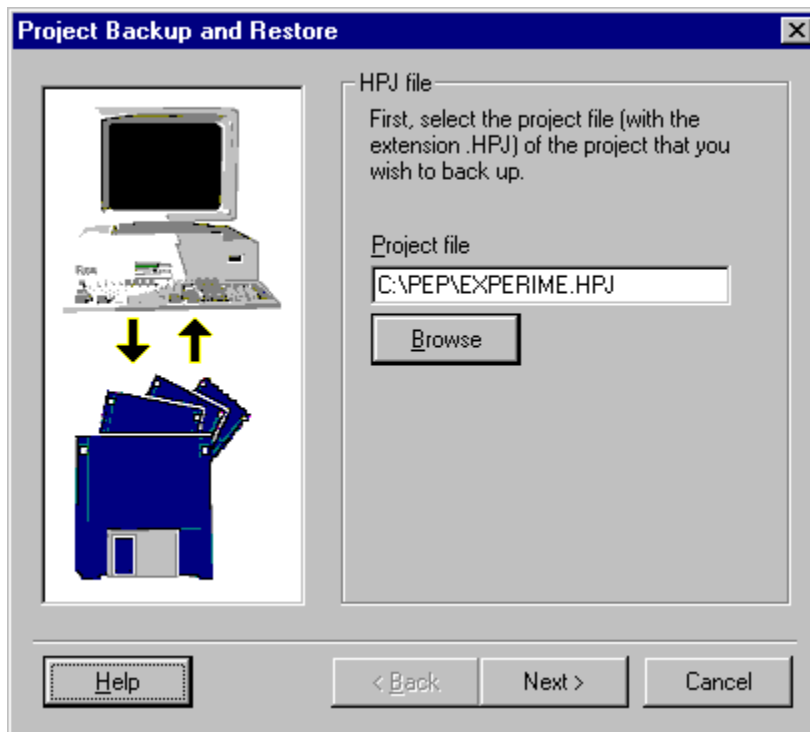 Project Backup and Restore
HPJ file
First, select the project file (with the
extension .HPJ) of the project that you
wish to back up.
Project file
C:\PEP\EXPERIME.HPJ
Browse
Help
< Back
Next >
Cancel